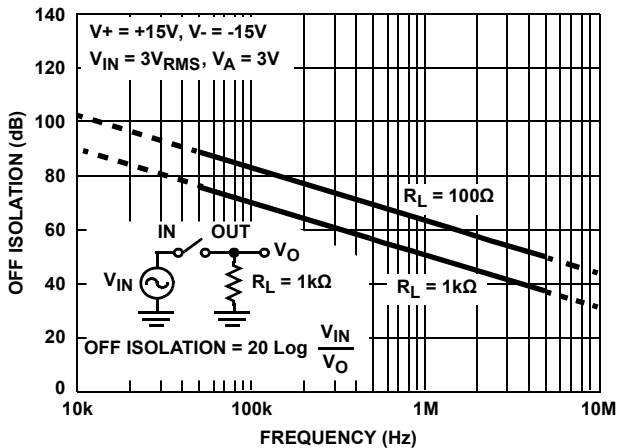 140
120
100
80
60
40
20
0
OFF ISOLATION (dB)
V+ = +15V, V- = -15V
VIN = 3VRMS, VA = 3V
RL = 100Ω
RL = 1kΩ
IN OUT
VO
VIN
RL = 1kΩ
OFF ISOLATION = 20 Log VIN
VO
10k 100k 1M 10M
FREQUENCY (Hz)